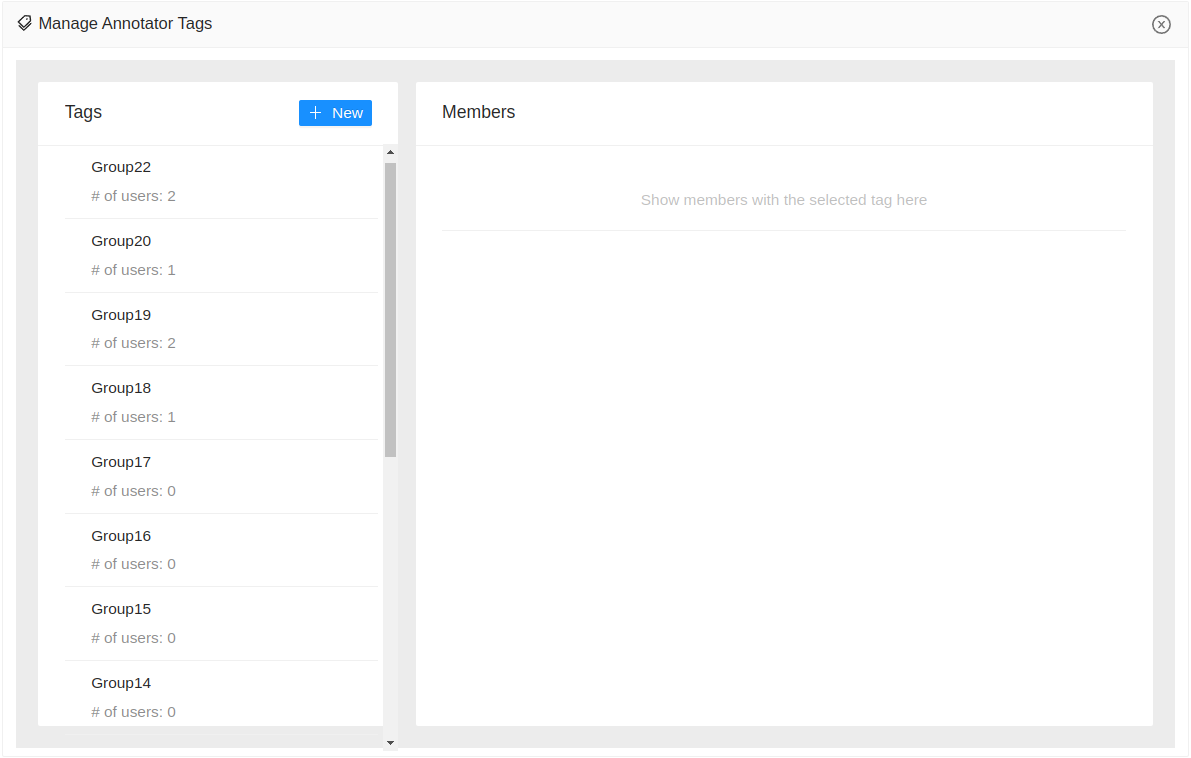 Manage Annotator Tags
Tags
New
Group22
# of users: 2
Group20
# of users: 1
Group19
# of users: 2
Group18
# of users: 1
Group17
# of users: 0
Group16
# of users: 0
Group15
# of users: 0
Group14
# of users: 0
Members
Show members with the selected tag here